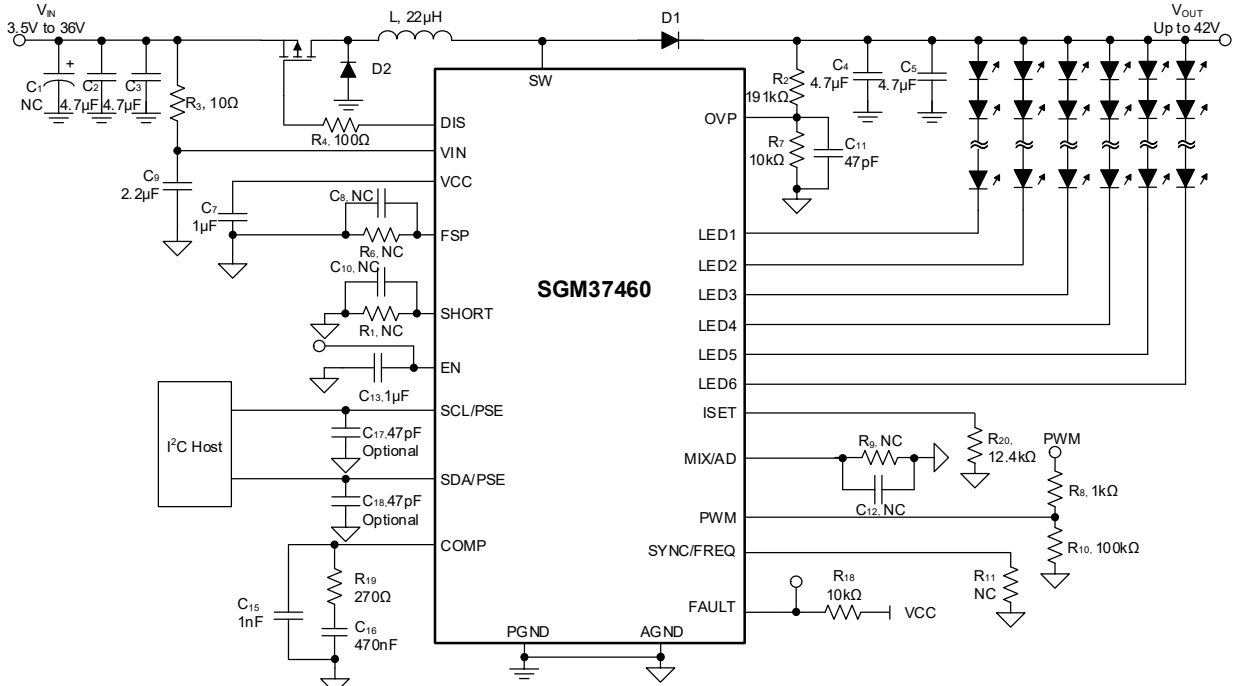 VIN
3.5V to 36V
L, 22µH
D1
VOUT
Up to 42V
C1
NC
+
C2
4.7µF
C3
4.7µF
R3, 10Ω
D2
SW
R2
191kΩ
C4
4.7µF
C5
4.7µF
R4, 100Ω
DIS
OVP
VIN
R7
10kΩ
C11
47pF
C9
2.2µF
VCC
C7
1µF
C8, NC
FSP
R6, NC
LED1
C10, NC
LED2
SGM37460
LED3
SHORT
R1, NC
LED4
LED5
EN
LED6
C13, 1µF
SCL/PSE
ISET
I2C Host
C17, 47pF
Optional
R9, NC
R20,
12.4kΩ
PWM
MIX/AD
SDA/PSE
R8, 1kΩ
C18, 47pF
Optional
C12, NC
PWM
COMP
R10, 100kΩ
SYNC/FREQ
R19
270Ω
R18
10kΩ
R11
NC
C15
1nF
FAULT
VCC
C16
470nF
PGND
AGND